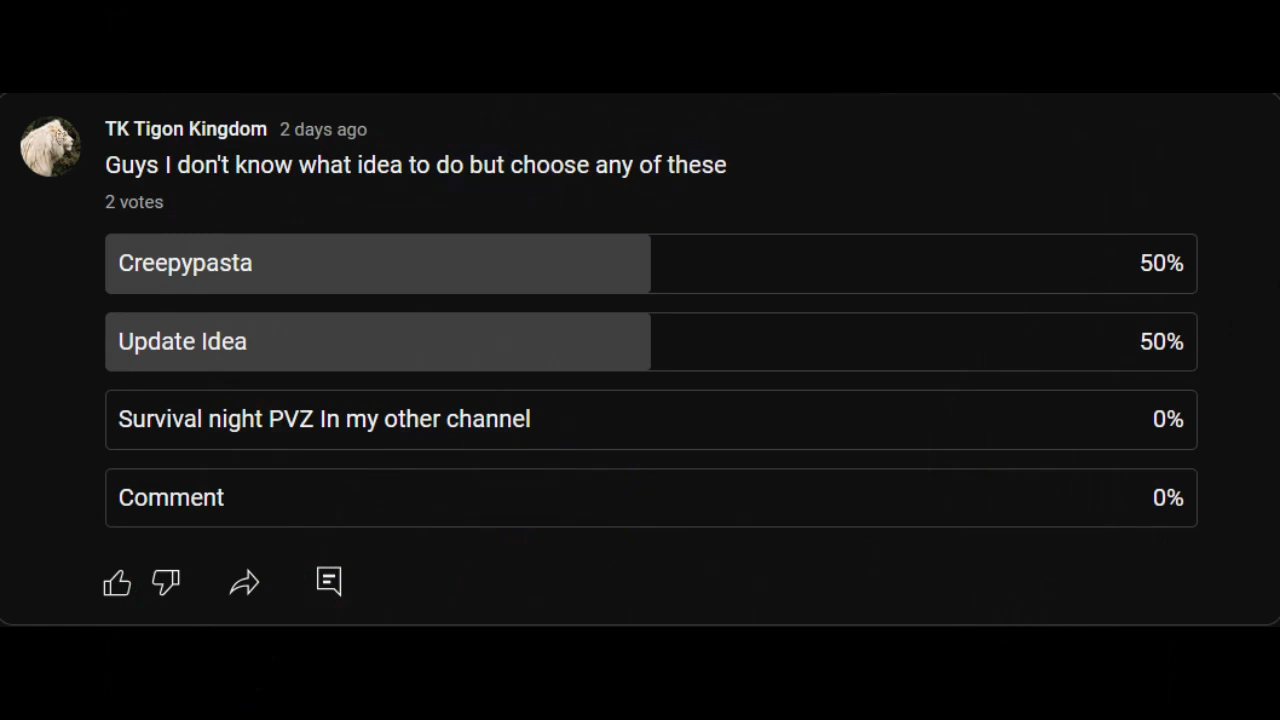 TK Tigon Kingdom 2 days ago
Guys I don't know what idea to do but choose any of these
2 votes
Creepypasta 50%
Update Idea 50%
Survival night PVZ In my other channel 0%
Comment 0%